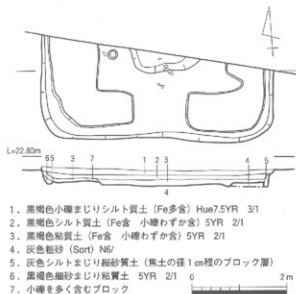 L=22.80m
65 3 7 1 2 3 4 5
4
1. 黒褐色小礫まじりシルト質土（Fe多含）Hue7.5YR 3/1
2. 黒褐色シルト質土（Fe含 小礫わずか含）5YR 2/1
3. 黒褐色粘質土（Fe含 小礫わずか含）5YR 2/1
4. 灰色粗砂（Sort）N6/
5. 灰色シルトまじり細砂質土（焦土の径1cm程のブロック層）
6. 黒褐色細砂まじり粘質土 5YR 2/1
7. 小礫を多く含むブロック
0 2m